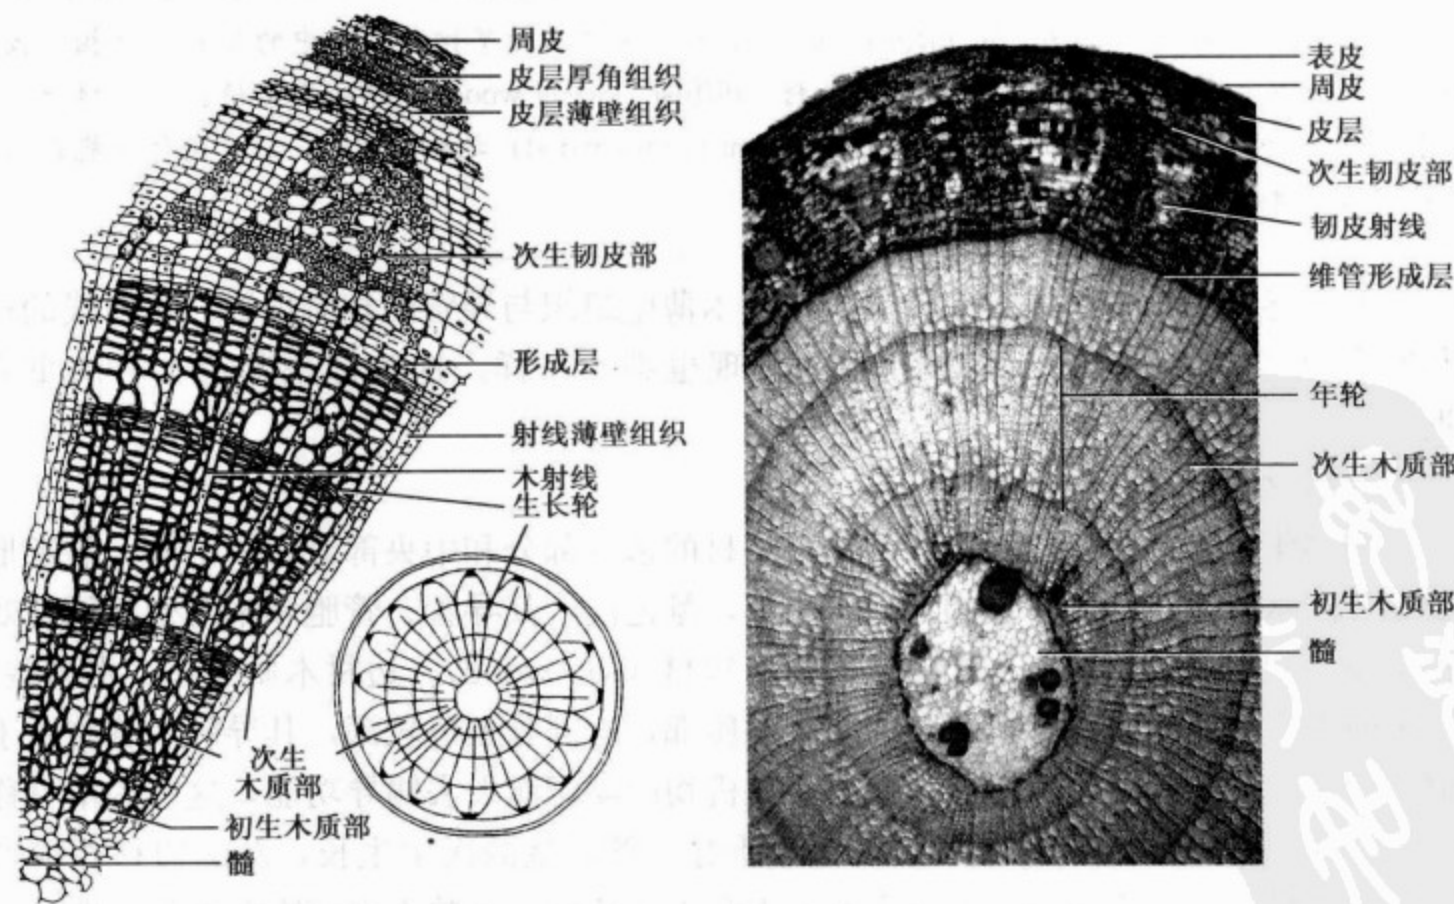 周皮
皮层厚角组织
皮层薄壁组织
次生韧皮部
形成层
射线薄壁组织
木射线
生长轮
次生
木质部
初生木质部
髓
表皮
周皮
皮层
次生韧皮部
韧皮射线
维管形成层
年轮
次生木质部
初生木质部
髓